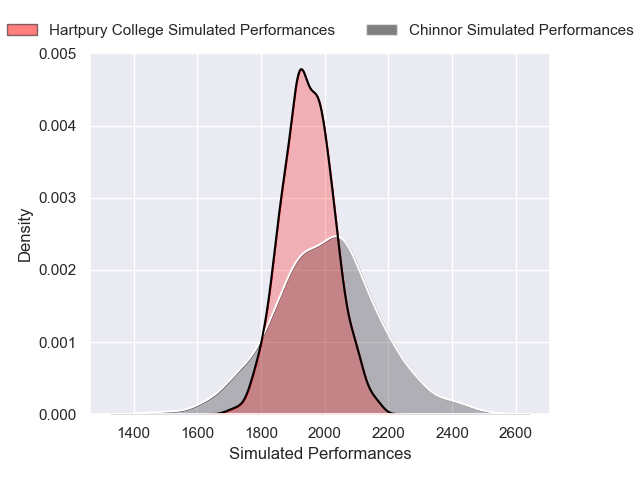 Hartpury College Simulated Performances Chinnor Simulated Performances
0.005
0.004
0.003
0.002
0.001
0.000
Density
1400 1600 1800 2000 2200 2400 2600
Simulated Performances